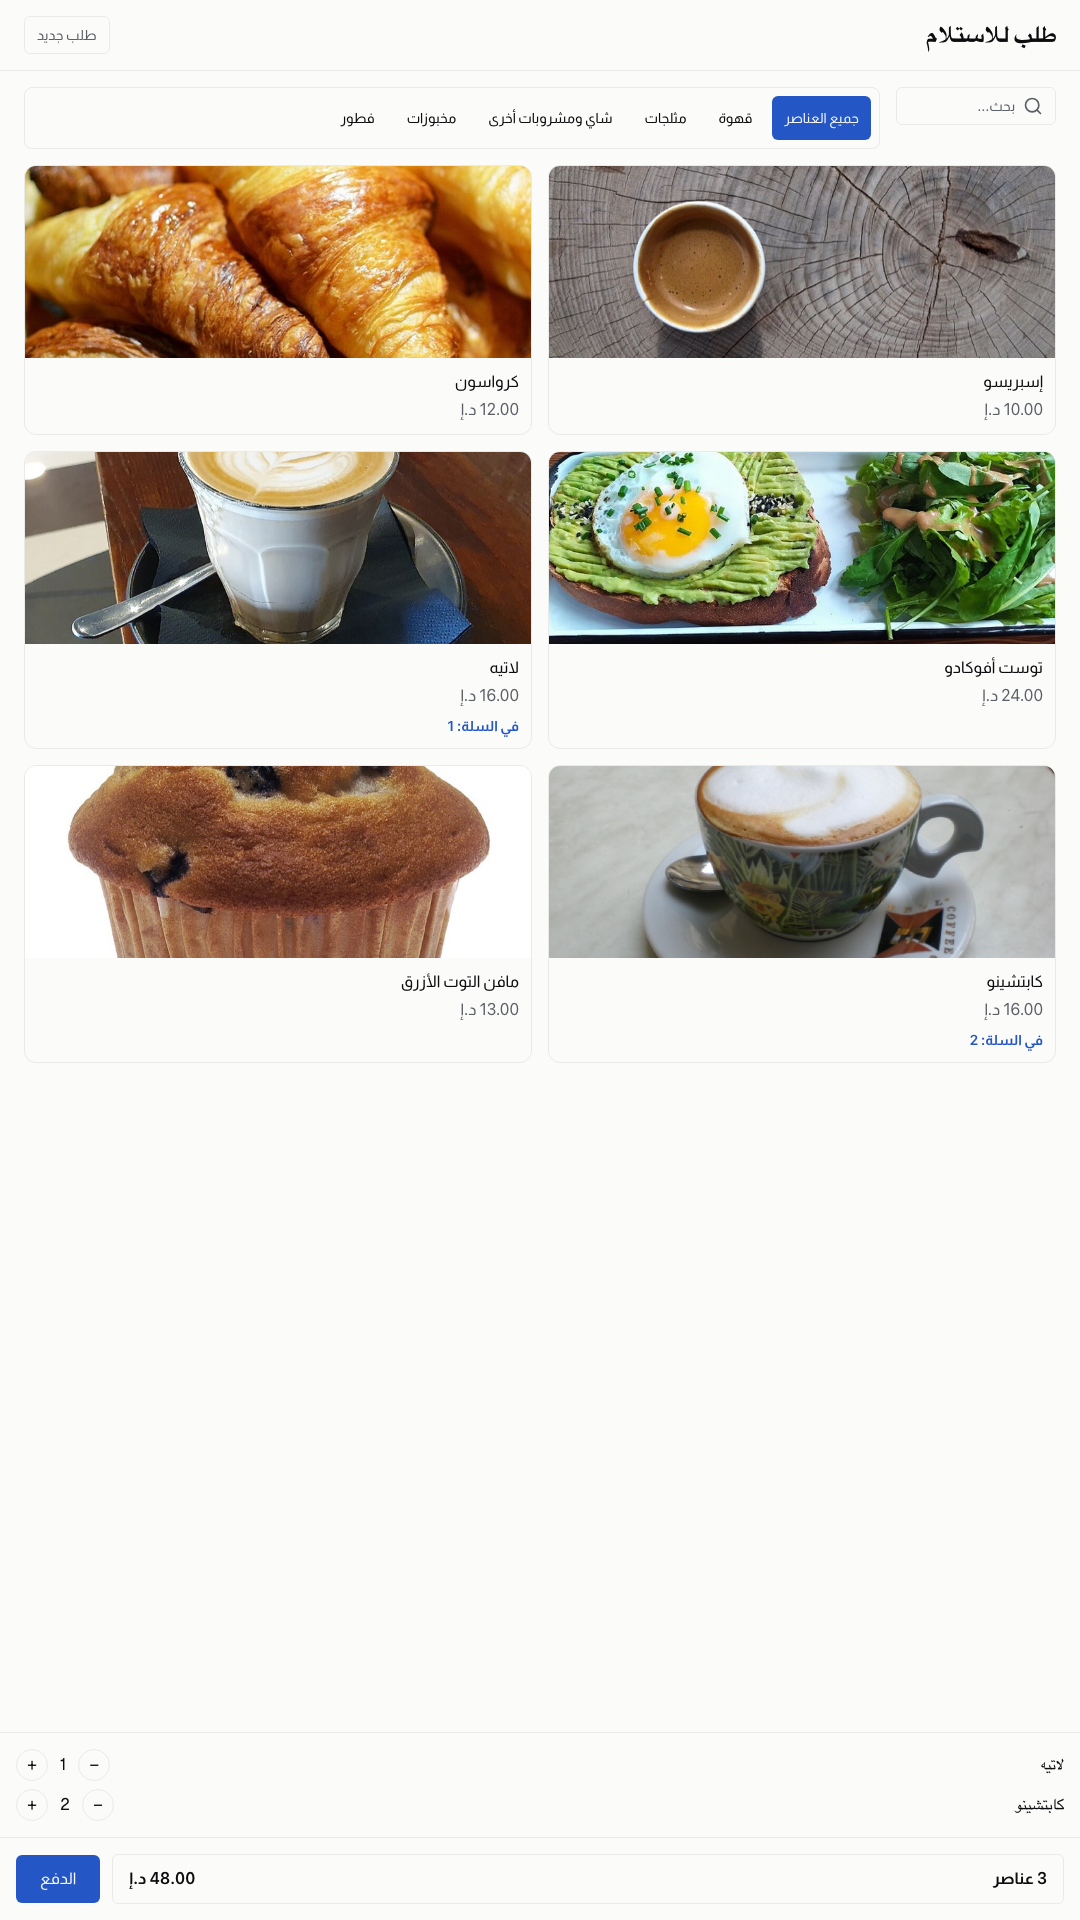 طلب للاستلام
طلب جديد
بحث...
جميع العناصر
قهوة
مثلجات
شاي ومشروبات أخرى
مخبوزات
فطور
إسبريسو
10.00 د.إ
كرواسون
12.00 د.إ
توست أفوكادو
24.00 د.إ
لاتيه
16.00 د.إ
في السلة: 1
COFFEE
كابتشينو
16.00 د.إ
في السلة: 2
مافن التوت الأزرق
13.00 د.إ
لاتيه
− 1 +
كابتشينو
− 2 +
3 عناصر
48.00 د.إ
الدفع